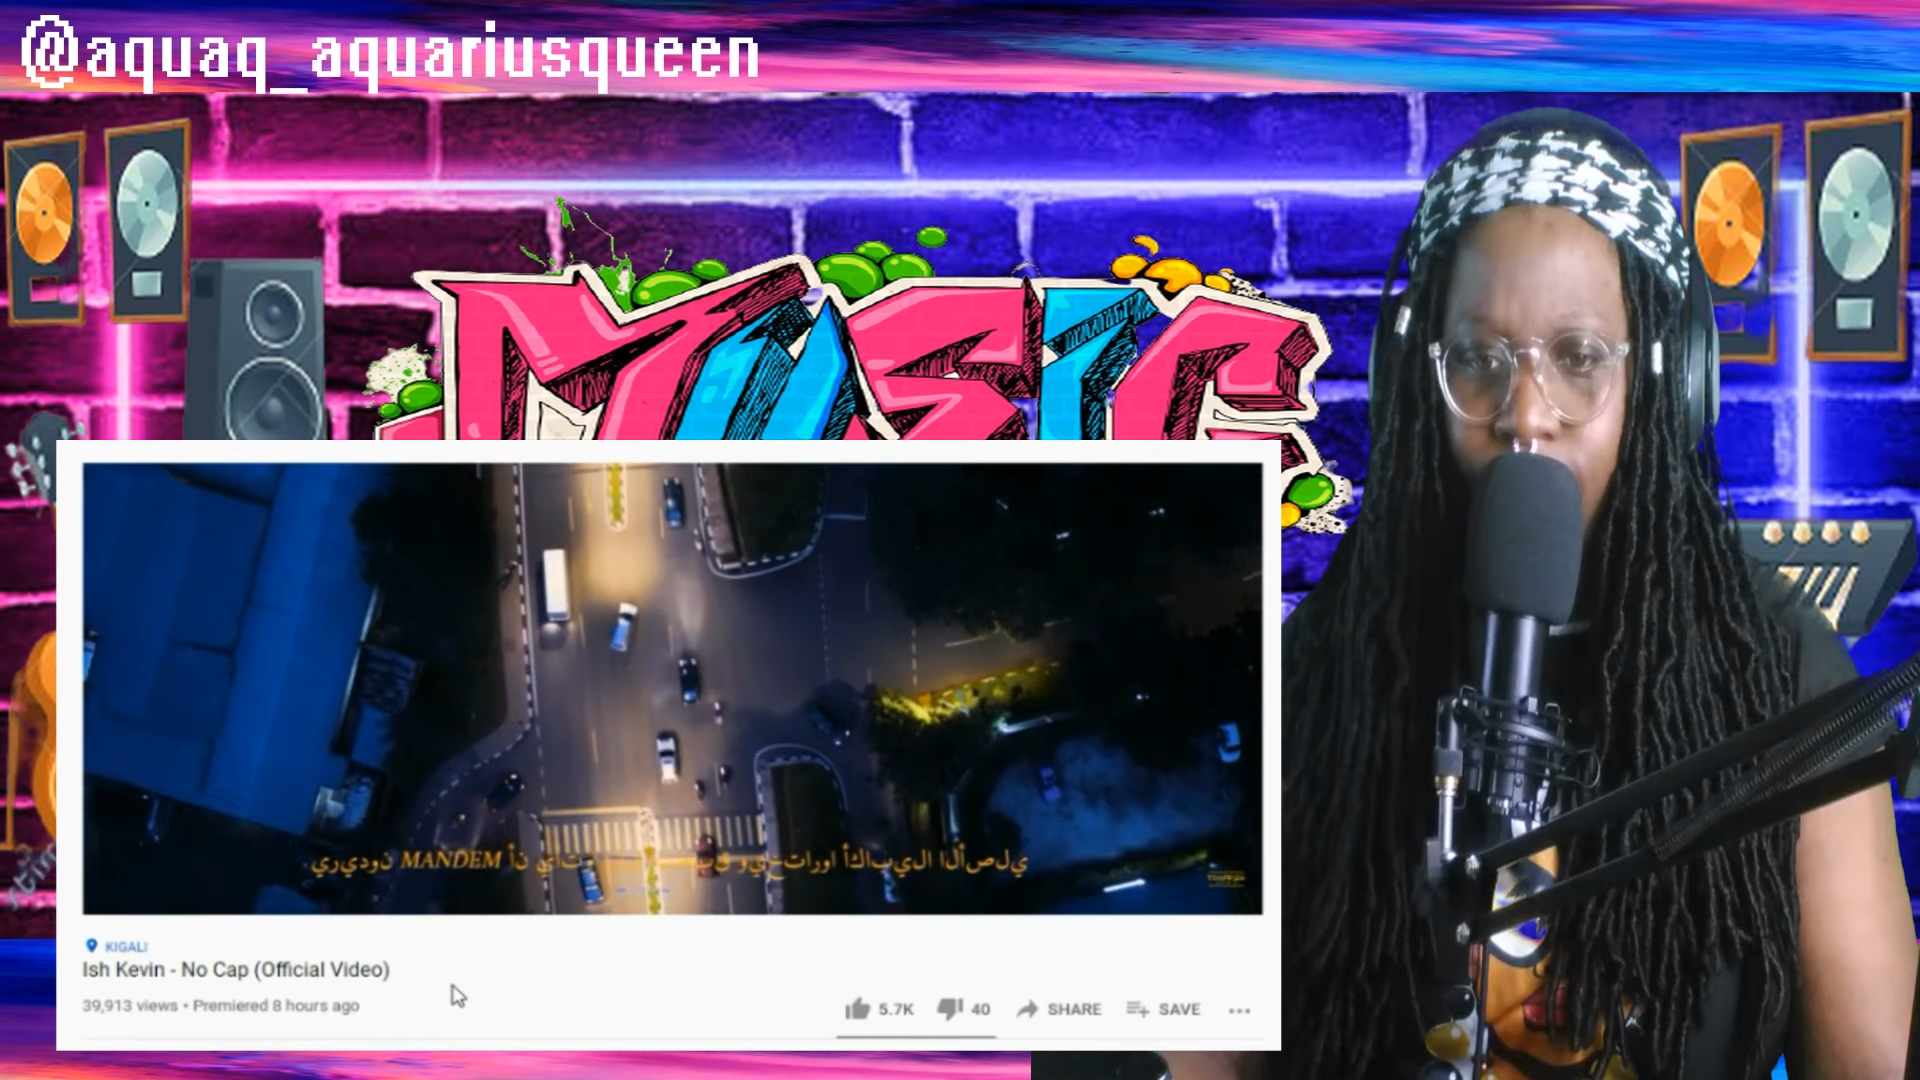 @aquaq_aquariusqueen
MUSIC
يريدون MANDEM أن
الأصلي
KIGALI
Ish Kevin - No Cap (Official Video)
39,913 views • Premiered 8 hours ago
5.7K
40
SHARE
SAVE